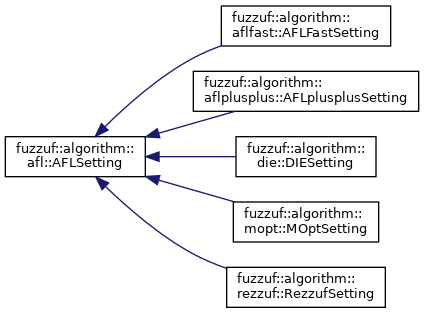 fuzzuf::algorithm::
aflfast::AFLFastSetting
fuzzuf::algorithm::
aflplusplus::AFLplusplusSetting
fuzzuf::algorithm::
afl::AFLSetting
fuzzuf::algorithm::
die::DIESetting
fuzzuf::algorithm::
mopt::MOptSetting
fuzzuf::algorithm::
rezzuf::RezzufSetting